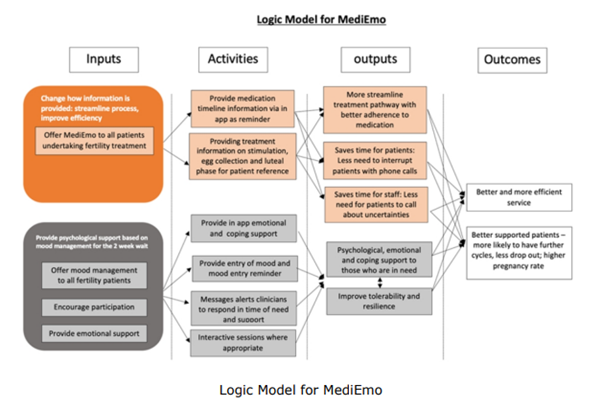 Logic Model for MediEmo
Inputs
Activities
outputs
Outcomes
Change how information is
provided: streamline process,
improve efficiency
Offer MediEmo to all patients
undertaking fertility treatment
Provide psychological support based on
mood management for the 2 week wait
Offer mood management
to all fertility patients
Encourage participation
Provide emotional support
Provide medication
timeline information via in
app as reminder
Providing treatment
information on stimulation,
egg collection and luteal
phase for patient reference
Provide in app emotional
and coping support
Provide entry of mood and
mood entry reminder
Messages alerts clinicians
to respond in time of need
and support
Interactive sessions where
appropriate
More streamline
treatment pathway with
better adherence to
medication
Saves time for patients:
Less need to interrupt
patients with phone calls
Saves time for staff: Less
need for patients to call
about uncertainties
Psychological, emotional
and coping support to
those who are in need
Improve tolerability and
resilience
Better and more efficient
service
Better supported patients –
more likely to have further
cycles, less drop out; higher
pregnancy rate
Logic Model for MediEmo